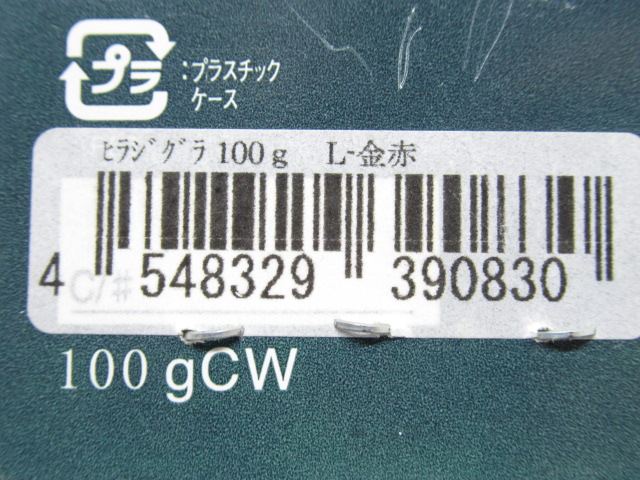 プラ
:プラスチック
ケース
ﾋﾗｼﾞｸﾞﾗ 100g L-金赤
C/#
4 548329 390830
100 gCW